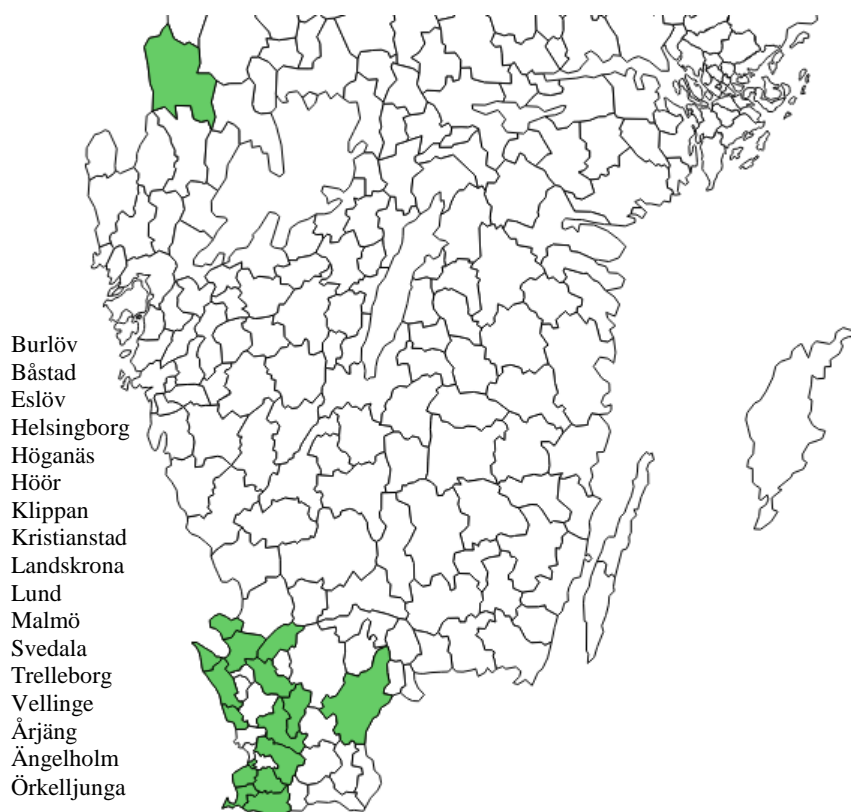 Burlöv
Båstad
Eslöv
Helsingborg
Höganäs
Höör
Klippan
Kristianstad
Landskrona
Lund
Malmö
Svedala
Trelleborg
Vellinge
Årjäng
Ängelholm
Örkelljunga